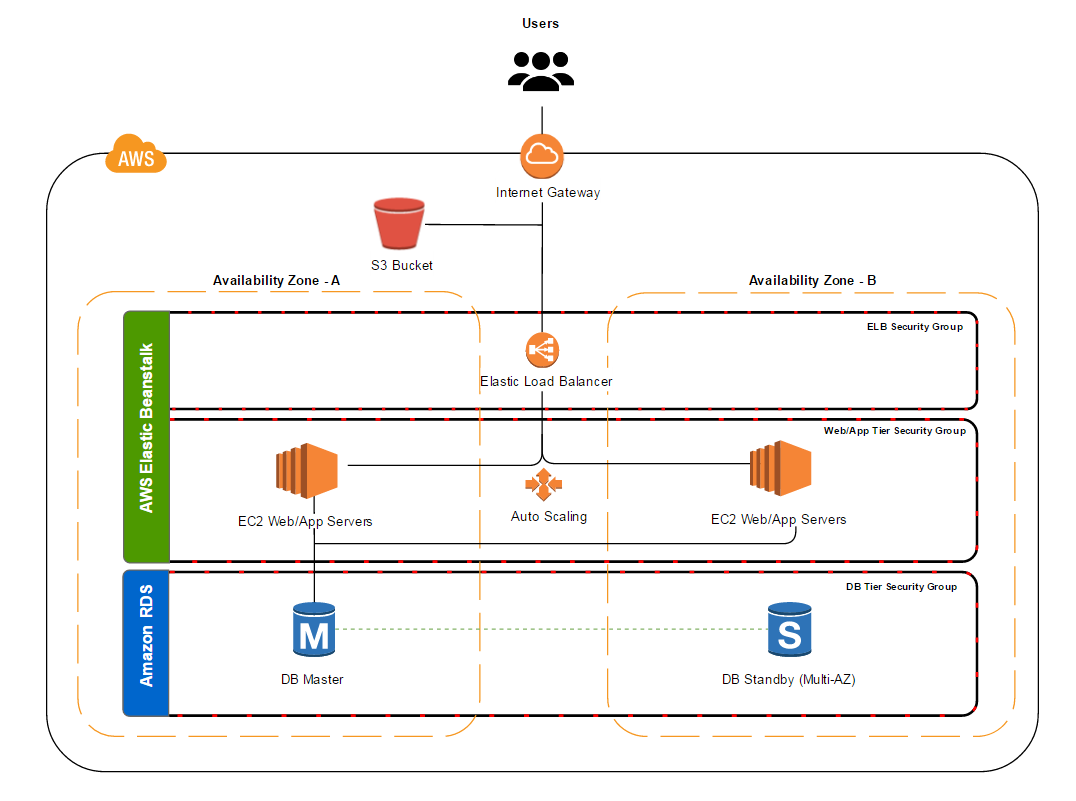 Users
AWS
Internet Gateway
S3 Bucket
Availability Zone - A
Availability Zone - B
AWS Elastic Beanstalk
ELB Security Group
Elastic Load Balancer
Web/App Tier Security Group
EC2 Web/App Servers
Auto Scaling
EC2 Web/App Servers
Amazon RDS
DB Tier Security Group
M
S
DB Master
DB Standby (Multi-AZ)